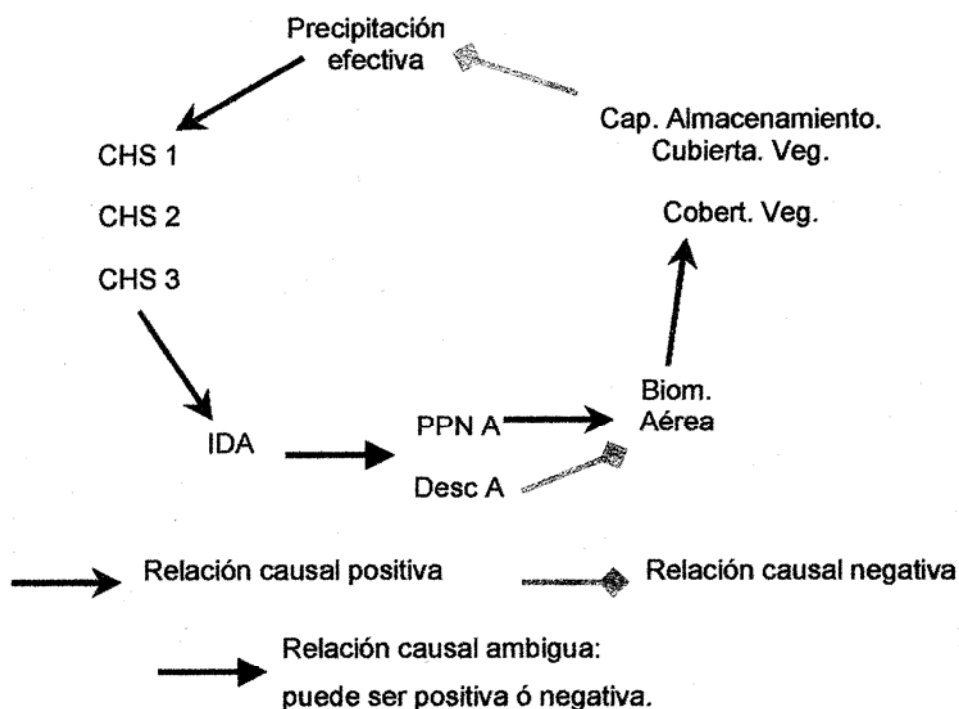 Precipitación
efectiva
Cap. Almacenamiento.
Cubierta. Veg.
CHS 1
CHS 2
Cobert. Veg.
CHS 3
Biom.
Aérea
PPN A
IDA
Desc A
Relación causal positiva
Relación causal negativa
Relación causal ambigua:
puede ser positiva ó negativa.